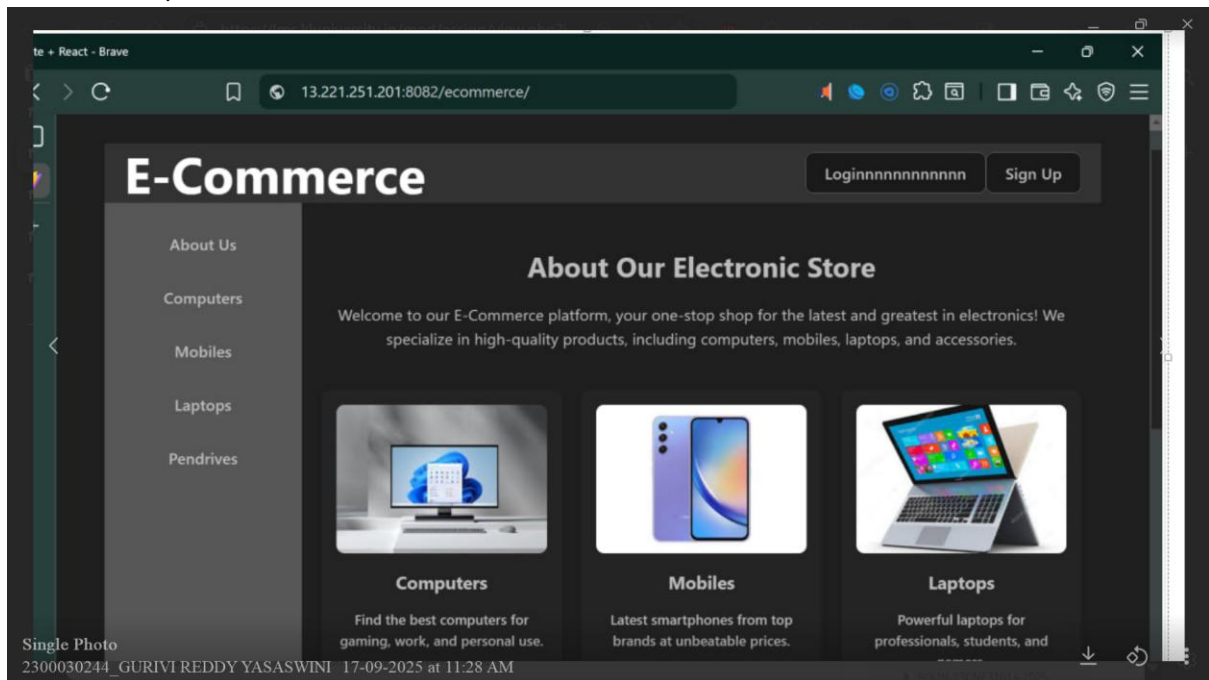 te + React - Brave
13.221.251.201:8082/ecommerce/
E-Commerce
Loginnnnnnnnnnnn
Sign Up
About Us
Computers
Mobiles
Laptops
Pendrives
About Our Electronic Store
Welcome to our E-Commerce platform, your one-stop shop for the latest and greatest in electronics! We
specialize in high-quality products, including computers, mobiles, laptops, and accessories.
Computers
Find the best computers for
gaming, work, and personal use.
Mobiles
Latest smartphones from top
brands at unbeatable prices.
Laptops
Powerful laptops for
professionals, students, and
Single Photo
2300030244_GURIVI REDDY YASASWINI 17-09-2025 at 11:28 AM